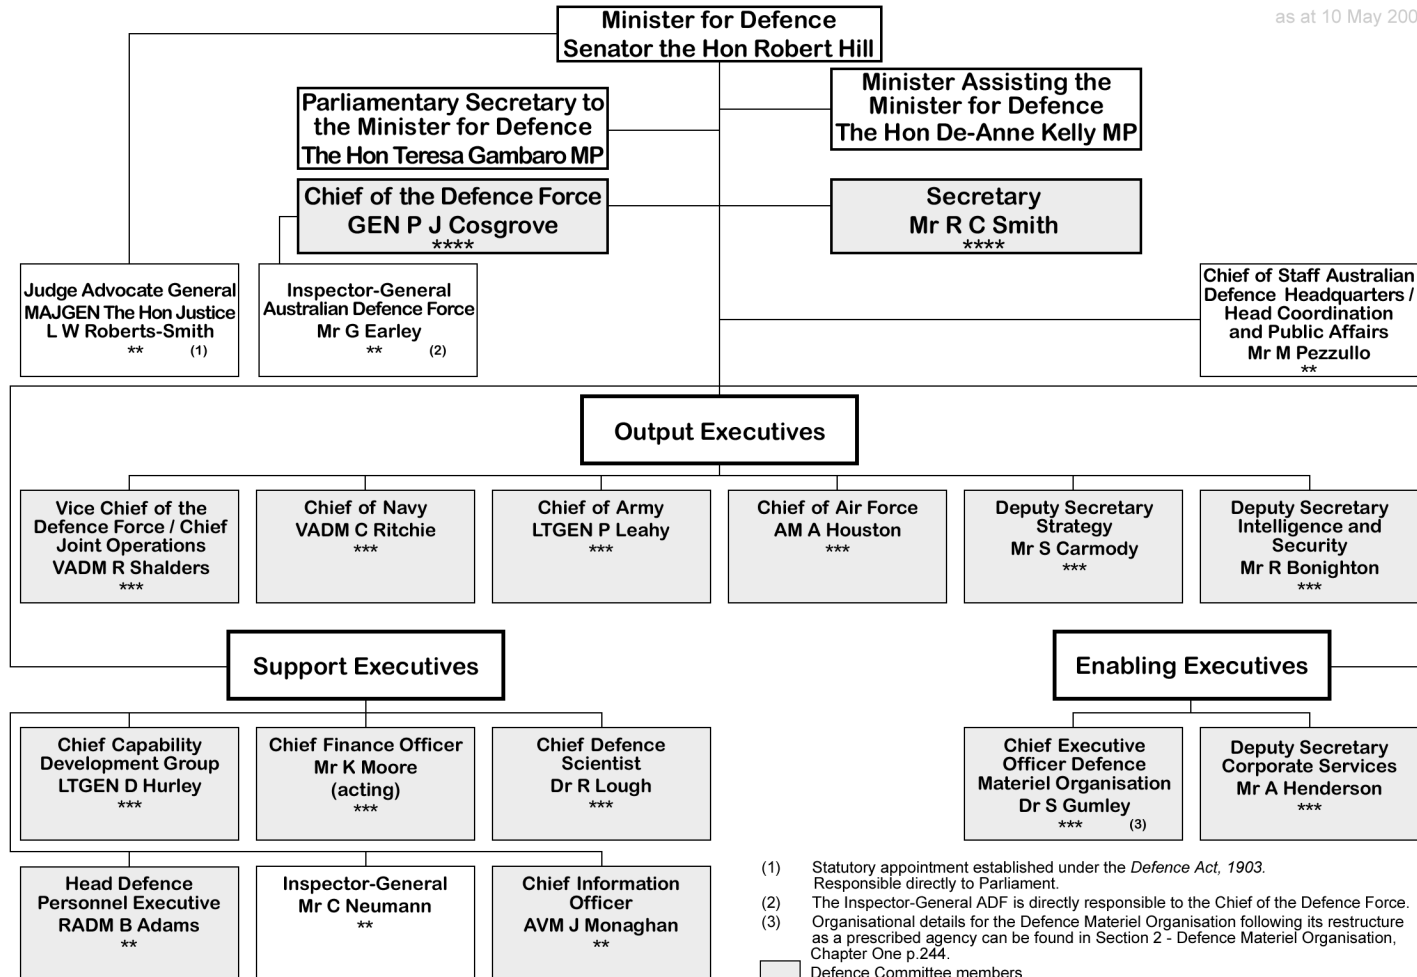 as at 10 May 200
Minister for Defence
Senator the Hon Robert Hill
Minister Assisting the
Minister for Defence
The Hon De-Anne Kelly MP
Parliamentary Secretary to
the Minister for Defence
The Hon Teresa Gambaro MP
Chief of the Defence Force
GEN P J Cosgrove
****
Secretary
Mr R C Smith
****
Judge Advocate General
MAJGEN The Hon Justice
L W Roberts-Smith
** (1)
Inspector-General
Australian Defence Force
Mr G Earley
** (2)
Chief of Staff Australian
Defence Headquarters /
Head Coordination
and Public Affairs
Mr M Pezzullo
**
Output Executives
Vice Chief of the
Defence Force / Chief
Joint Operations
VADM R Shalders
***
Chief of Navy
VADM C Ritchie
***
Chief of Army
LTGEN P Leahy
***
Chief of Air Force
AM A Houston
***
Deputy Secretary
Strategy
Mr S Carmody
***
Deputy Secretary
Intelligence and
Security
Mr R Bonighton
***
Support Executives
Enabling Executives
Chief Capability
Development Group
LTGEN D Hurley
***
Chief Finance Officer
Mr K Moore
(acting)
***
Chief Defence
Scientist
Dr R Lough
***
Chief Executive
Officer Defence
Materiel Organisation
Dr S Gumley
*** (3)
Deputy Secretary
Corporate Services
Mr A Henderson
***
Head Defence
Personnel Executive
RADM B Adams
**
Inspector-General
Mr C Neumann
**
Chief Information
Officer
AVM J Monaghan
**
(1) Statutory appointment established under the Defence Act, 1903.
Responsible directly to Parliament.
(2) The Inspector-General ADF is directly responsible to the Chief of the Defence Force.
(3) Organisational details for the Defence Materiel Organisation following its restructure
as a prescribed agency can be found in Section 2 - Defence Materiel Organisation,
Chapter One p.244.
Defence Committee members